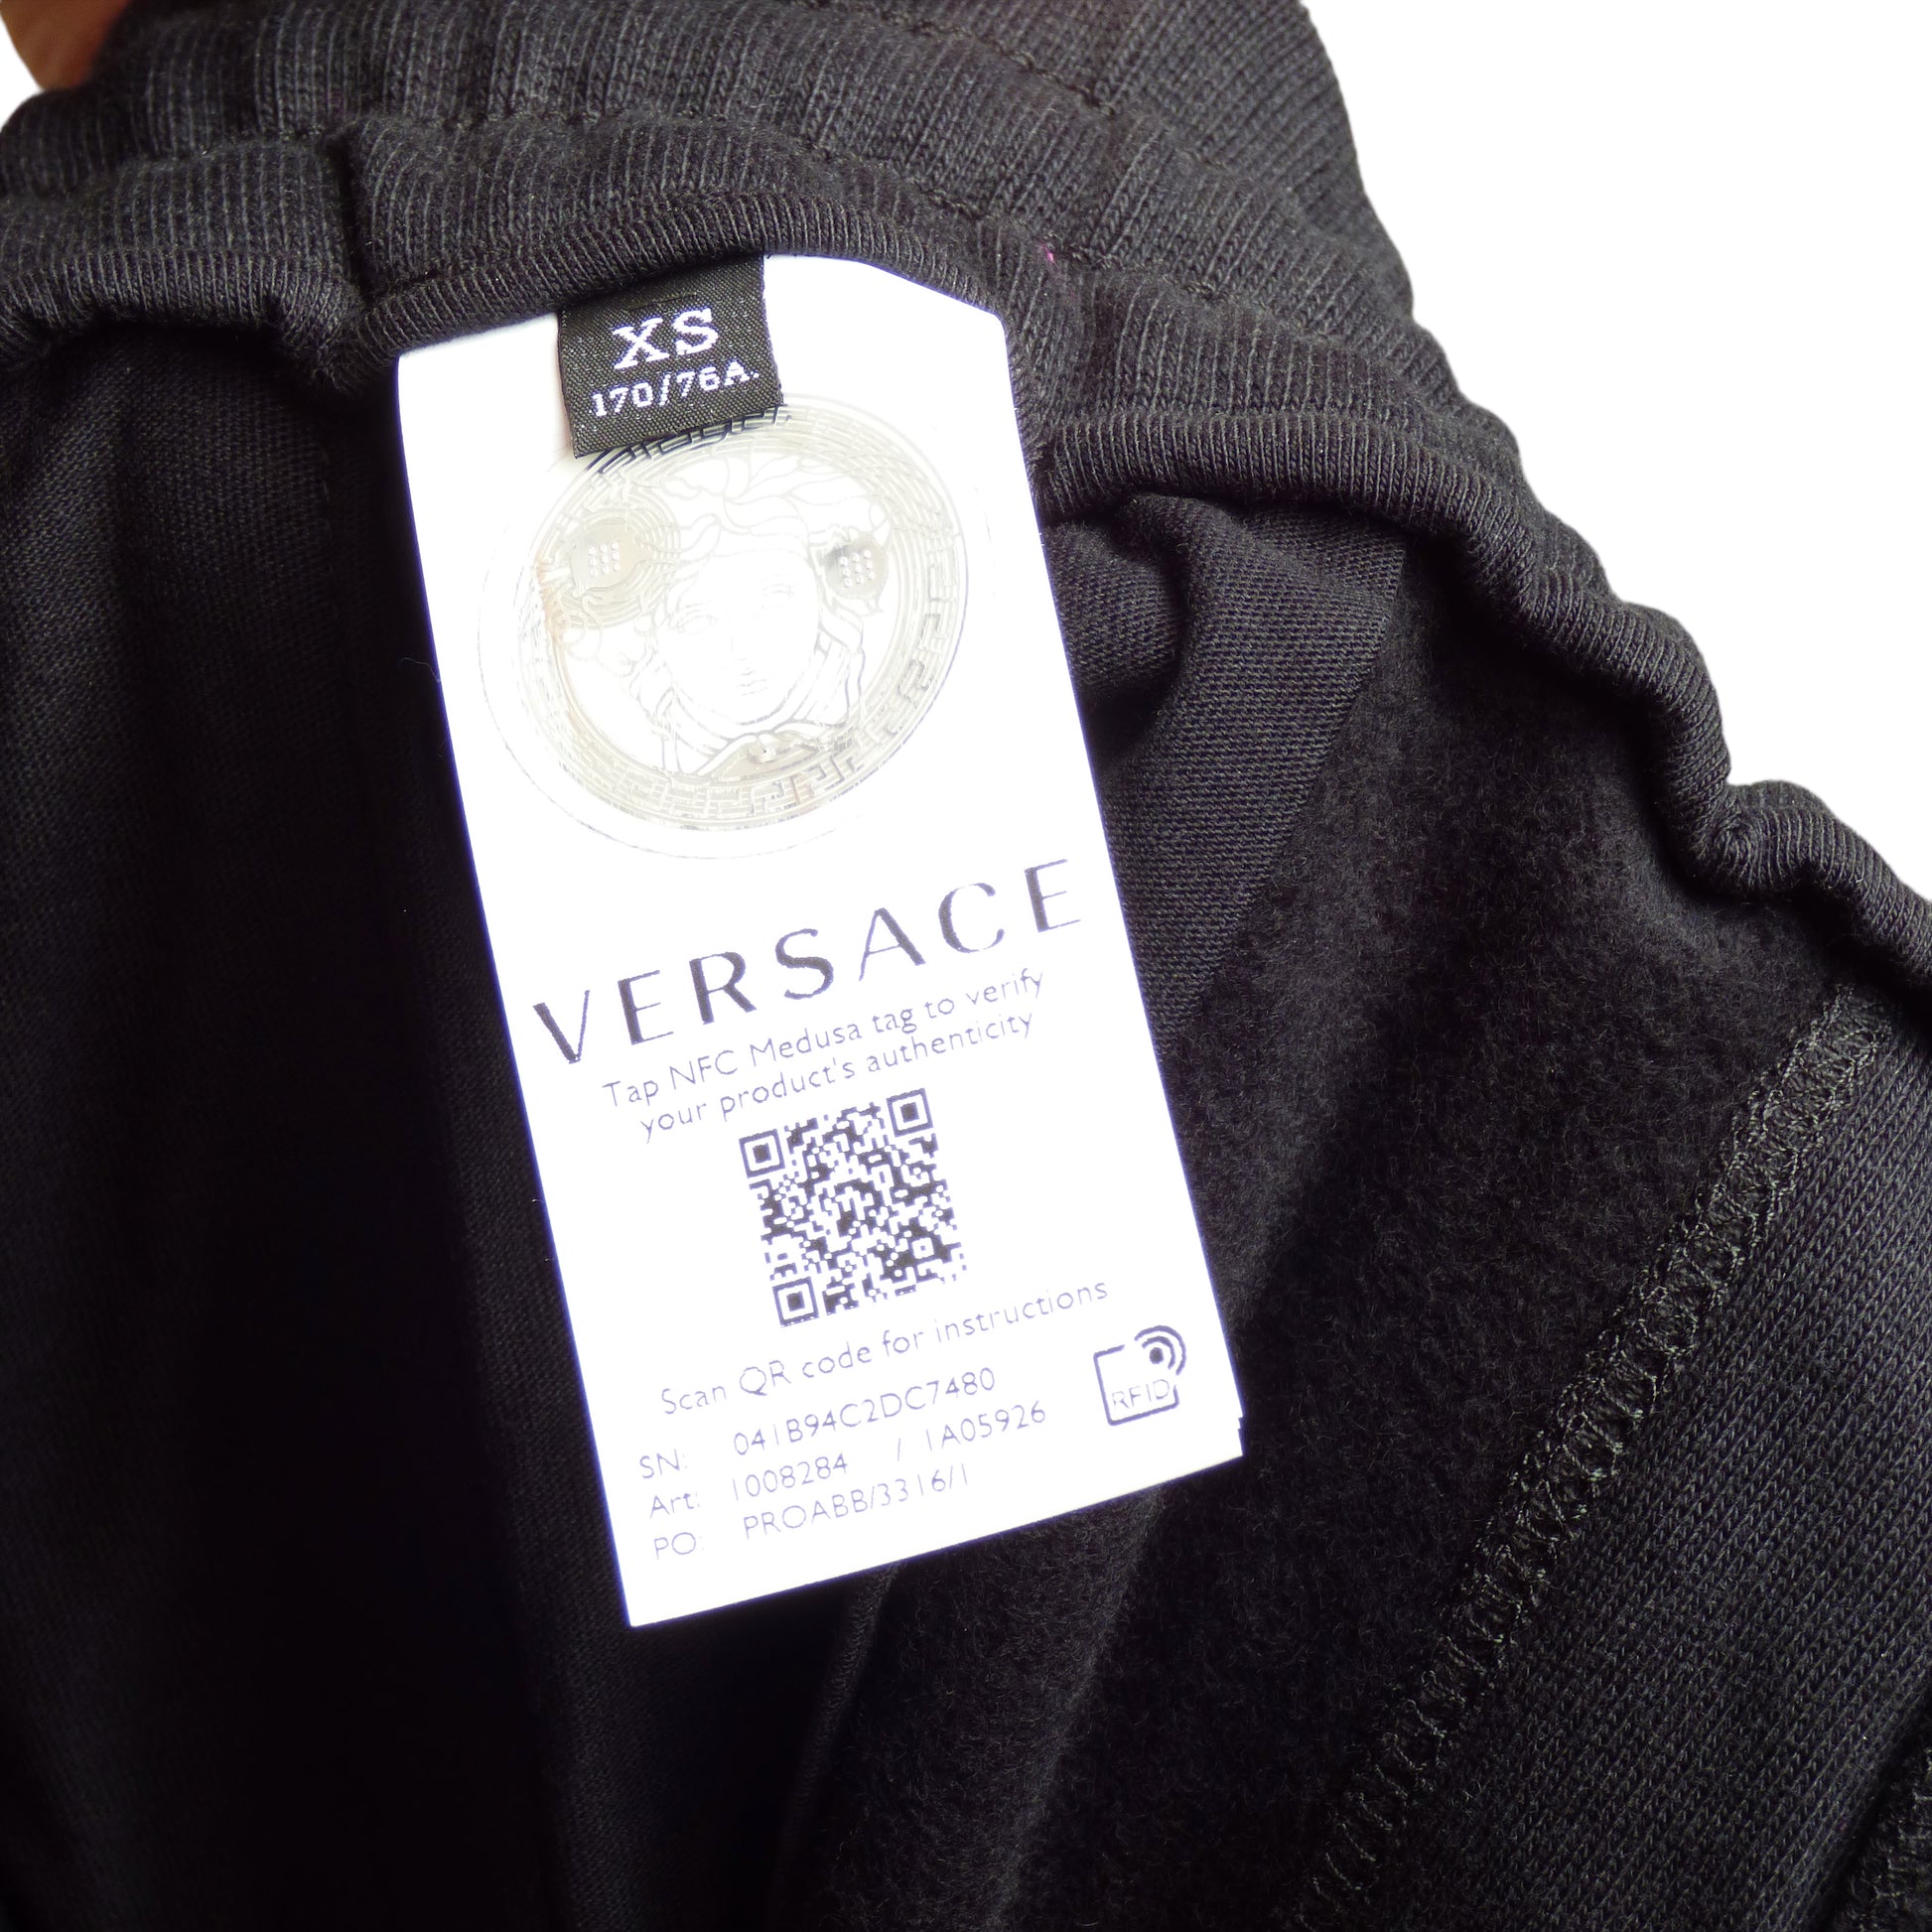 XS
170/76A.
VERSACE
Tap NFC Medusa tag to verify
your product's authenticity
Scan QR code for instructions
SN: 041B94C2DC7480
Art: 1008284 / 1A05926
PO: PROABB/3316/1
RFID